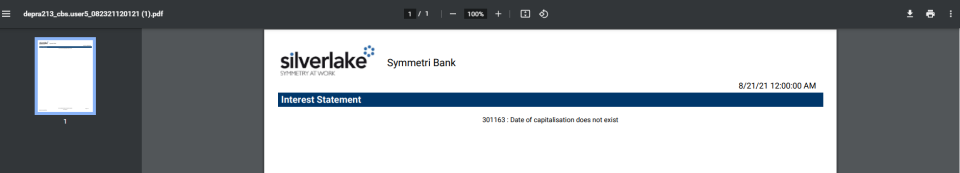 depra213_cbs.user5_082321120121 (1).pdf
1 / 1
100%
1
silverlake
SYMMETRY AT WORK
Symmetri Bank
8/21/21 12:00:00 AM
Interest Statement
301163 : Date of capitalisation does not exist